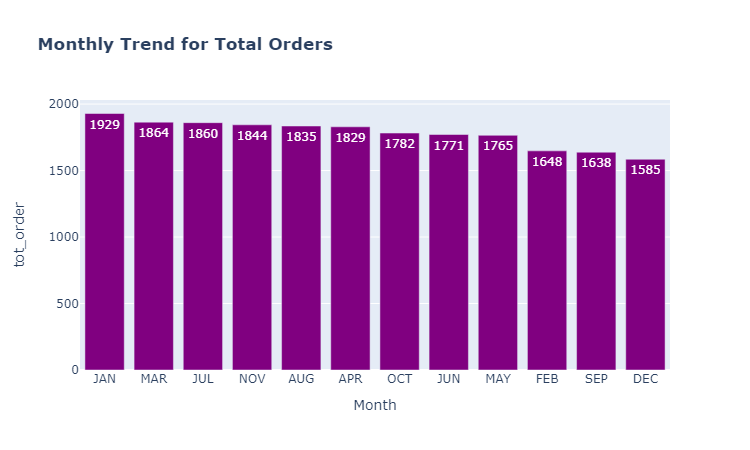 Monthly Trend for Total Orders
tot_order
2000
1500
1000
500
0
1929 1864 1860 1844 1835 1829 1782 1771 1765 1648 1638 1585
JAN MAR JUL NOV AUG APR OCT JUN MAY FEB SEP DEC
Month